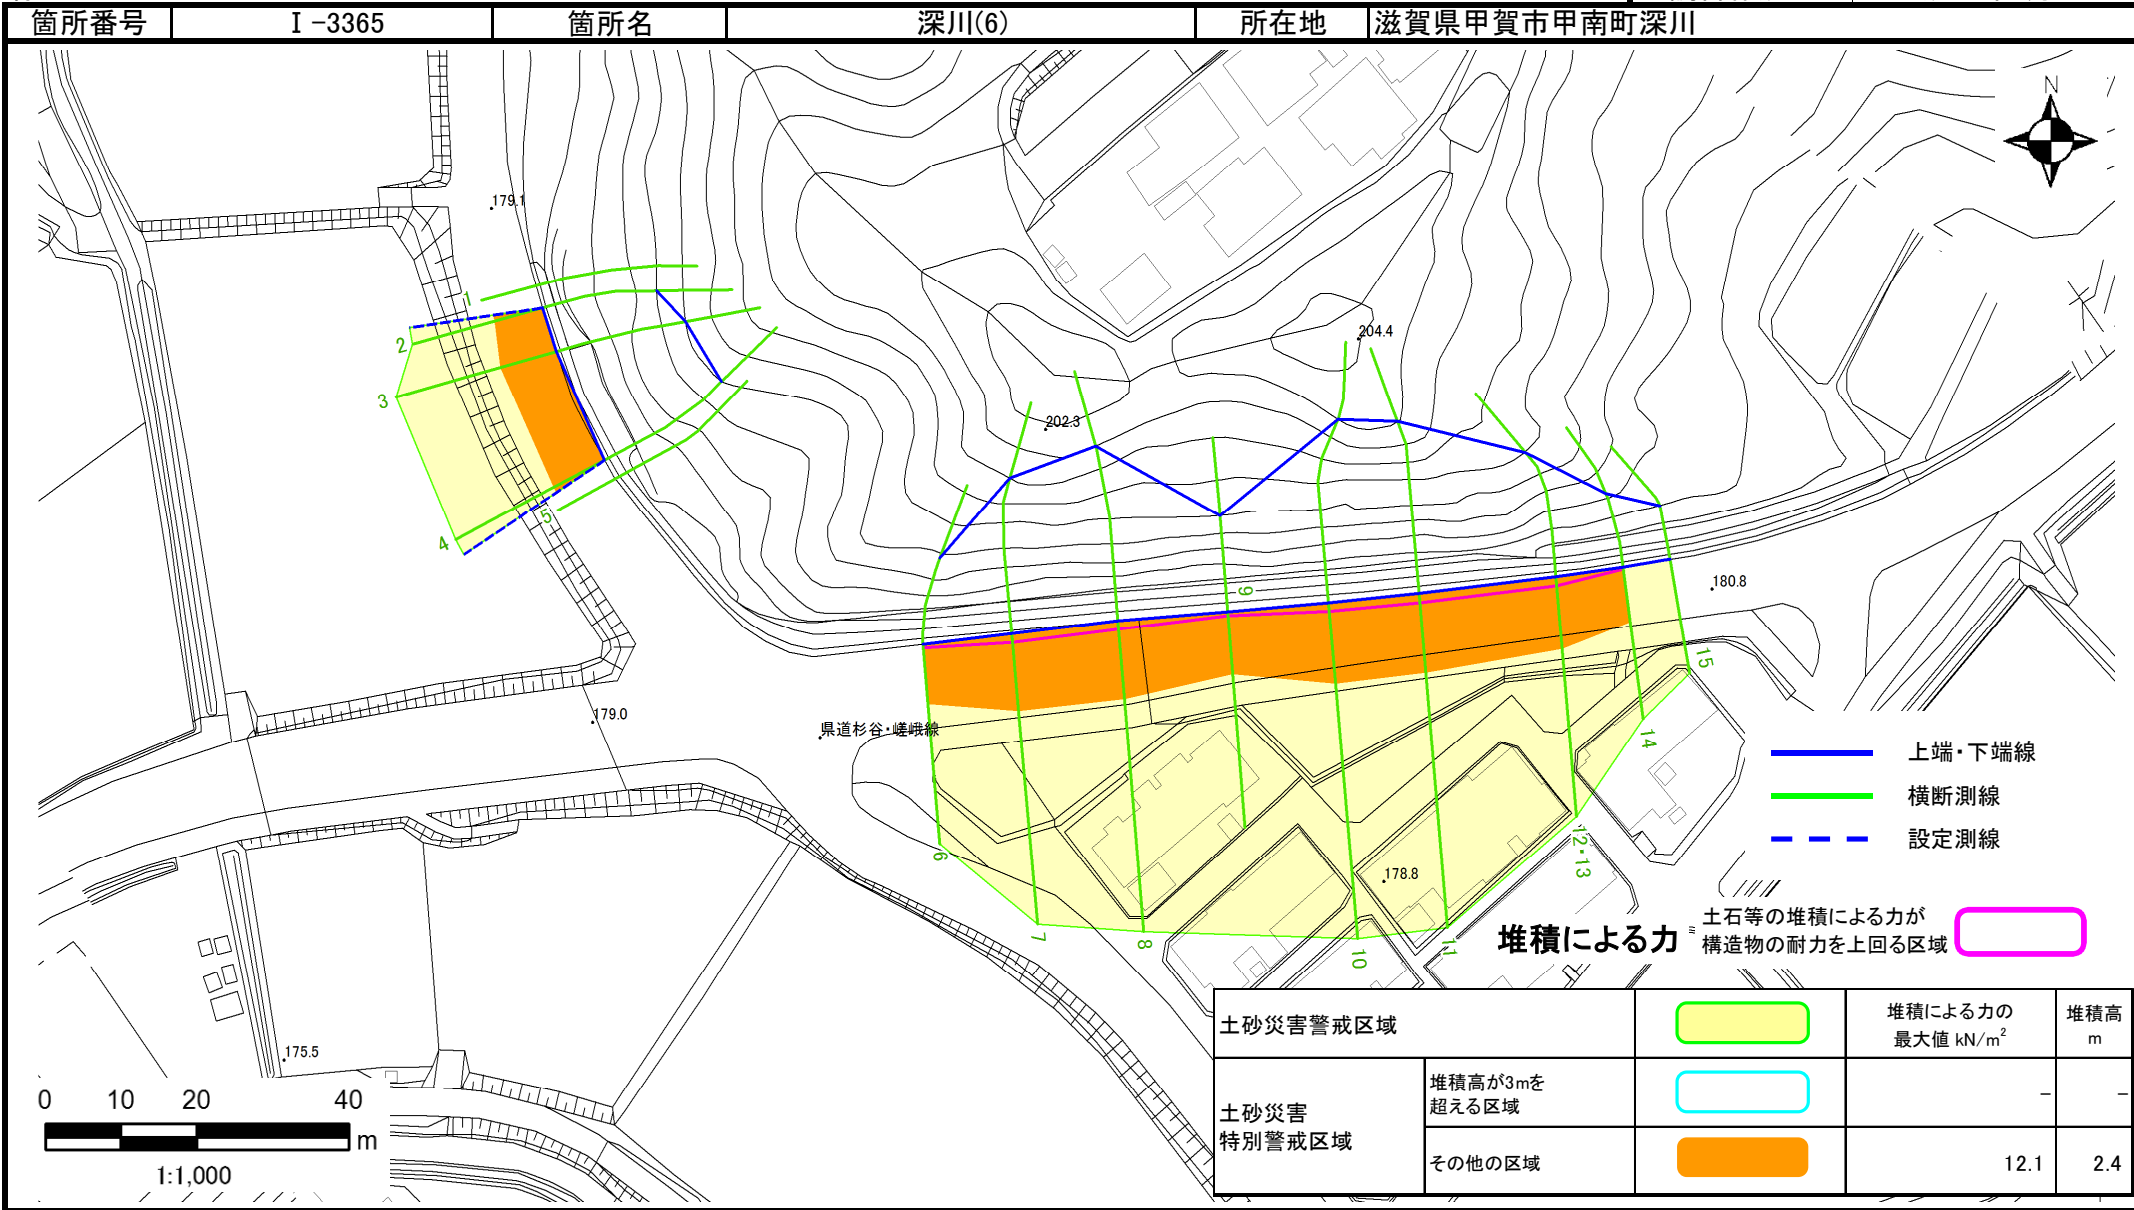 箇所番号 Ⅰ-3365 箇所名 深川(6) 所在地 滋賀県甲賀市甲南町深川
N
179.1
1
2
3
4
5
204.4
202.3
9
180.8
15
179.0
県道杉谷・嵯峨線
14
6
7
8
10
11
12・13
178.8
175.5
上端・下端線
横断測線
設定測線
堆積による力
土石等の堆積による力が
構造物の耐力を上回る区域
土砂災害警戒区域
堆積による力の
最大値 kN/m²
堆積高
m
土砂災害
特別警戒区域
堆積高が3mを
超える区域
- -
その他の区域
12.1 2.4
0 10 20 40
m
1:1,000